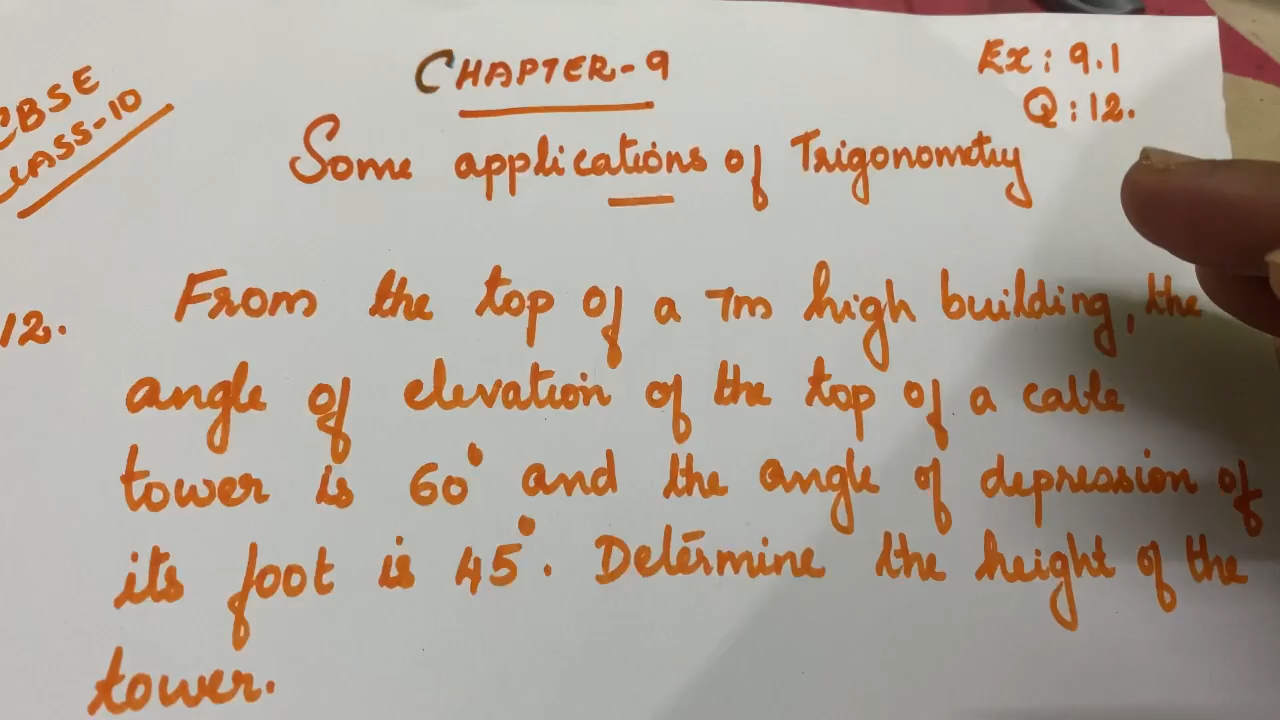 CBSE
CLASS-10
CHAPTER-9
Ex: 9.1
Q:12.
Some applications of Trigonometry
12. From the top of a 7m high building, the
angle of elevation of the top of a cable
tower is 60° and the angle of depression of
its foot is 45°. Determine the height of the
tower.